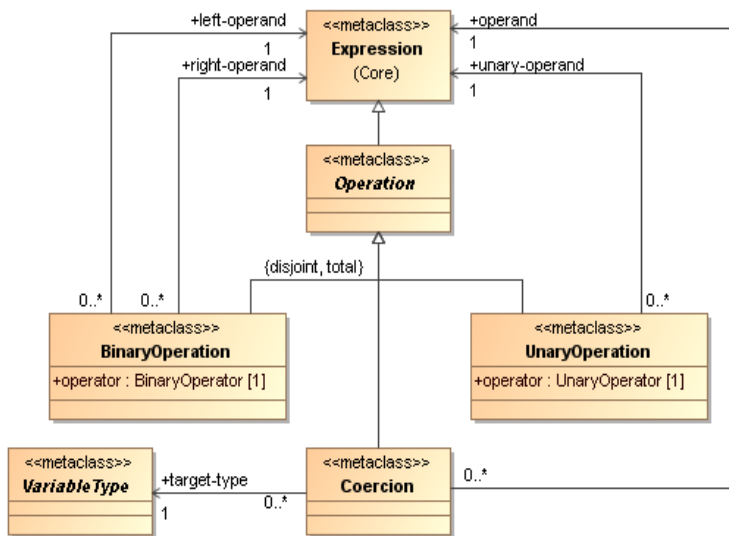 +left-operand
1
+right-operand
1
<<metaclass>>
Expression
(Core)
+operand
1
+unary-operand
1
<<metaclass>>
Operation
{disjoint, total}
0..*
0..*
0..*
<<metaclass>>
BinaryOperation
+operator : BinaryOperator [1]
<<metaclass>>
UnaryOperation
+operator : UnaryOperator [1]
<<metaclass>>
VariableType
+target-type
1
0..*
<<metaclass>>
Coercion
0..*